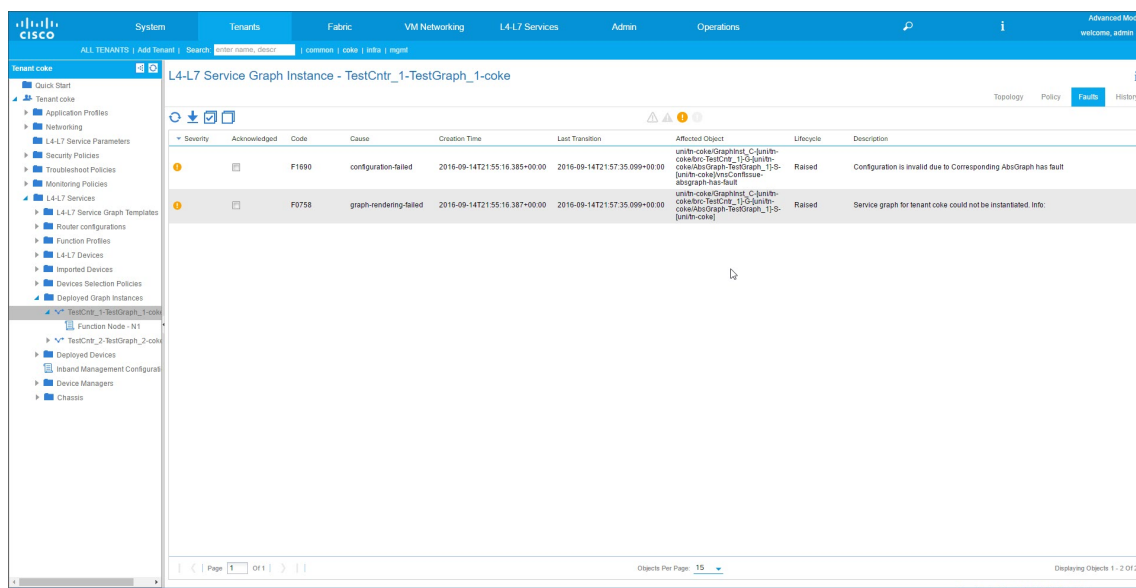 cisco
System
Tenants
Fabric
VM Networking
L4-L7 Services
Admin
Operations
i
Advanced Mod
welcome, admin
ALL TENANTS | Add Tenant | Search: enter name, descr | common | coke | infra | mgmt
Tenant coke
Quick Start
Tenant coke
Application Profiles
Networking
L4-L7 Service Parameters
Security Policies
Troubleshoot Policies
Monitoring Policies
L4-L7 Services
L4-L7 Service Graph Templates
Router configurations
Function Profiles
L4-L7 Devices
Imported Devices
Devices Selection Policies
Deployed Graph Instances
TestCntr_1-TestGraph_1-coke
Function Node - N1
TestCntr_2-TestGraph_2-coke
Deployed Devices
Inband Management Configurati
Device Managers
Chassis
L4-L7 Service Graph Instance - TestCntr_1-TestGraph_1-coke
Topology Policy Faults History
Severity Acknowledged Code Cause Creation Time Last Transition Affected Object Lifecycle Description
F1690 configuration-failed 2016-09-14T21:55:16.385+00:00 2016-09-14T21:57:35.099+00:00
uni/tn-coke/GraphInst_C-[uni/tn-
coke/brc-TestCntr_1]-G-[uni/tn-
coke/AbsGraph-TestGraph_1]-S-
[uni/tn-coke]/vnsConfIssue-
absgraph-has-fault
Raised Configuration is invalid due to Corresponding AbsGraph has fault
F0758 graph-rendering-failed 2016-09-14T21:55:16.387+00:00 2016-09-14T21:57:35.099+00:00
uni/tn-coke/GraphInst_C-[uni/tn-
coke/brc-TestCntr_1]-G-[uni/tn-
coke/AbsGraph-TestGraph_1]-S-
[uni/tn-coke]
Raised Service graph for tenant coke could not be instantiated. Info:
Page 1 Of 1
Objects Per Page: 15
Displaying Objects 1 - 2 Of 2